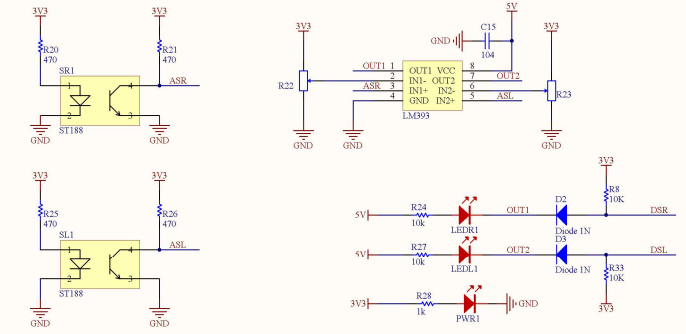 3V3
3V3
R20
470
R21
470
SR1
ASR
1
4
2
3
ST188
GND
GND
5V
C15
GND
104
3V3
3V3
OUT1 1
2
ASR 3
4
OUT1 VCC
IN1- OUT2
IN1+ IN2-
GND IN2+
8
7 OUT2
6
5 ASL
R22
R23
LM393
GND
GND
GND
3V3
3V3
R25
470
R26
470
SL1
ASL
1
4
2
3
ST188
GND
GND
3V3
R8
10K
5V
R24
10k
LEDR1
OUT1
D2
Diode 1N
DSR
5V
R27
10k
LEDL1
OUT2
D3
Diode 1N
DSL
R33
10K
3V3
3V3
R28
1k
PWR1
GND